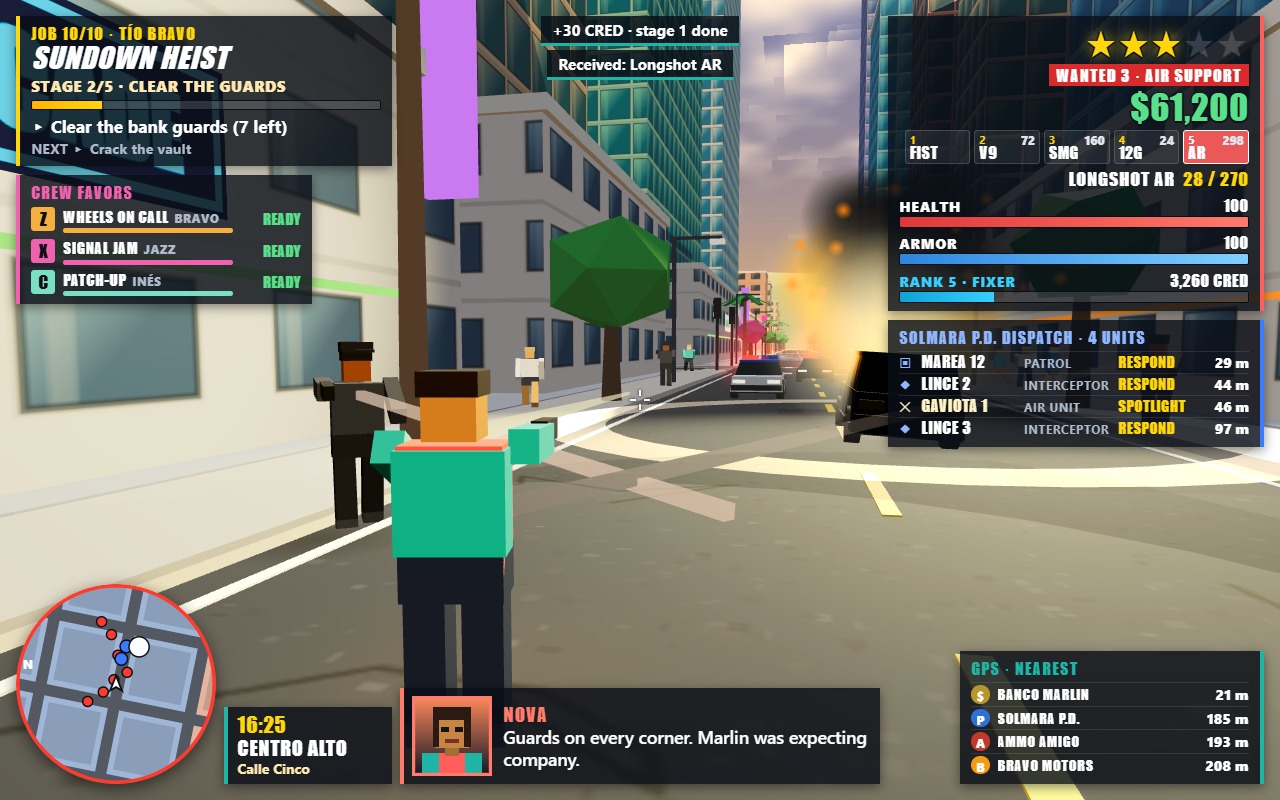 JOB 10/10 · TÍO BRAVO
SUNDOWN HEIST
STAGE 2/5 · CLEAR THE GUARDS
▸ Clear the bank guards (7 left)
NEXT ▸ Crack the vault
CREW FAVORS
Z WHEELS ON CALL BRAVO READY
X SIGNAL JAM JAZZ READY
C PATCH-UP INÉS READY
+30 CRED · stage 1 done
Received: Longshot AR
WANTED 3 · AIR SUPPORT
$61,200
1 FIST
2 V9 72
3 SMG 160
4 12G 24
5 AR 298
LONGSHOT AR 28 / 270
HEALTH 100
ARMOR 100
RANK 5 · FIXER 3,260 CRED
SOLMARA P.D. DISPATCH · 4 UNITS
MAREA 12 PATROL RESPOND 29 m
LINCE 2 INTERCEPTOR RESPOND 44 m
GAVIOTA 1 AIR UNIT SPOTLIGHT 46 m
LINCE 3 INTERCEPTOR RESPOND 97 m
N
16:25
CENTRO ALTO
Calle Cinco
NOVA
Guards on every corner. Marlin was expecting
company.
GPS · NEAREST
$ BANCO MARLIN 21 m
P SOLMARA P.D. 185 m
A AMMO AMIGO 193 m
B BRAVO MOTORS 208 m